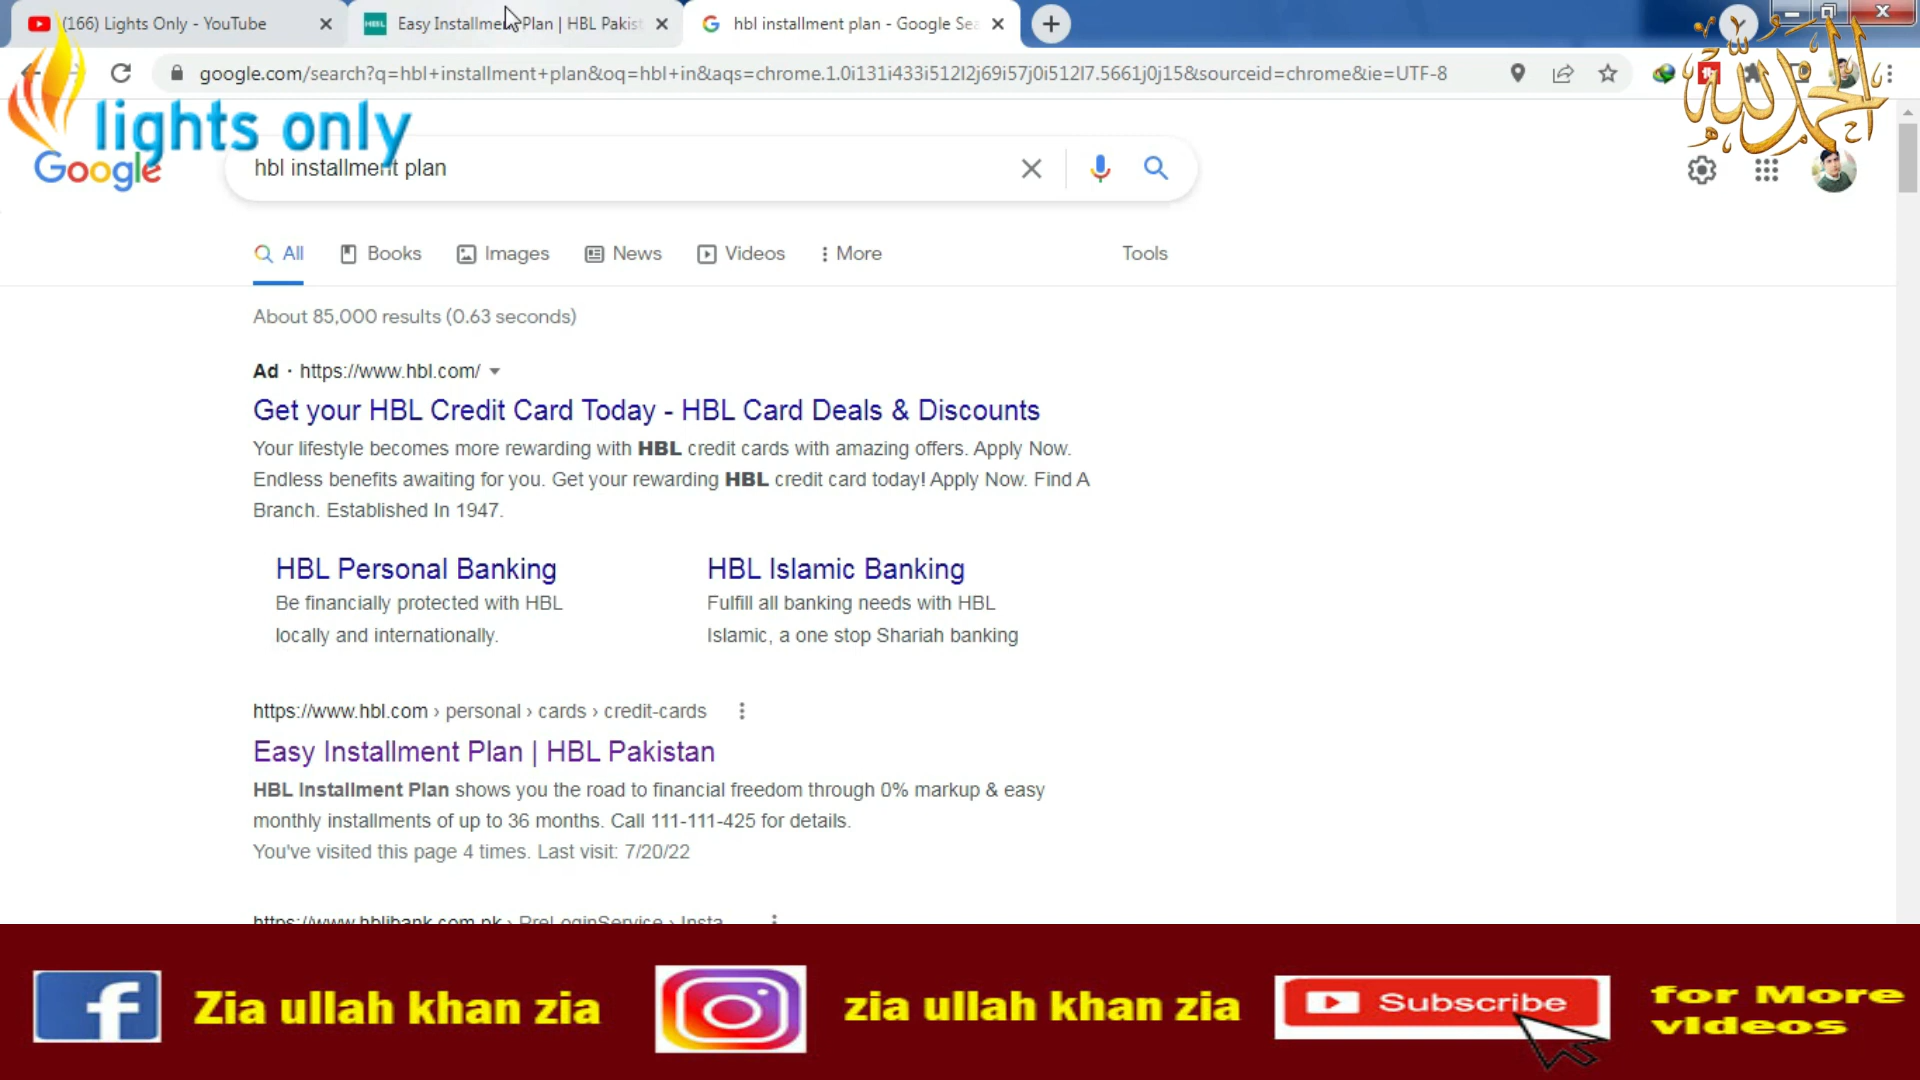 (166) Lights Only - YouTube
Easy Installment Plan | HBL Pakist
hbl installment plan - Google Sea
google.com/search?q=hbl+installment+plan&oq=hbl+in&aqs=chrome.1.0i131i433i512l2j69i57j0i512l7.5661j0j15&sourceid=chrome&ie=UTF-8
الحمدلله
lights only
Google
hbl installment plan
All
Books
Images
News
Videos
More
Tools
About 85,000 results (0.63 seconds)
Ad · https://www.hbl.com/
Get your HBL Credit Card Today - HBL Card Deals & Discounts
Your lifestyle becomes more rewarding with HBL credit cards with amazing offers. Apply Now.
Endless benefits awaiting for you. Get your rewarding HBL credit card today! Apply Now. Find A
Branch. Established In 1947.
HBL Personal Banking
Be financially protected with HBL
locally and internationally.
HBL Islamic Banking
Fulfill all banking needs with HBL
Islamic, a one stop Shariah banking
https://www.hbl.com › personal › cards › credit-cards
Easy Installment Plan | HBL Pakistan
HBL Installment Plan shows you the road to financial freedom through 0% markup & easy
monthly installments of up to 36 months. Call 111-111-425 for details.
You've visited this page 4 times. Last visit: 7/20/22
https://www.hblibank.com.pk › PreLoginService › Insta...
Zia ullah khan zia
zia ullah khan zia
Subscribe
for More
videos